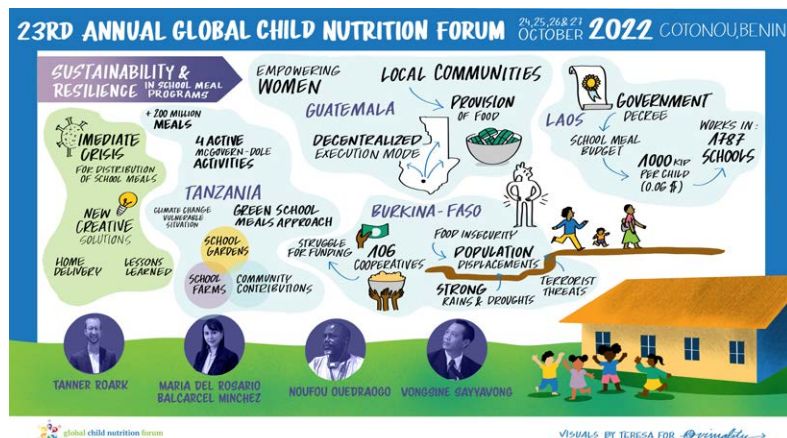 23RD ANNUAL GLOBAL CHILD NUTRITION FORUM
24,25,26 & 27
OCTOBER
2022
COTONOU, BENIN
SUSTAINABILITY &
RESILIENCE
IN SCHOOL MEAL
PROGRAMS
IMEDIATE
CRISIS
FOR DISTRIBUTION
OF SCHOOL MEALS
NEW
CREATIVE
SOLUTIONS
HOME
DELIVERY
LESSONS
LEARNED
+ 200 MILLION
MEALS
4 ACTIVE
MCGOVERN-DOLE
ACTIVITIES
TANZANIA
CLIMATE CHANGE
VULNERABLE
SITUATION
GREEN SCHOOL
MEALS APPROACH
SCHOOL
GARDENS
SCHOOL
FARMS
COMMUNITY
CONTRIBUTIONS
EMPOWERING
WOMEN
LOCAL COMMUNITIES
GUATEMALA
PROVISION
OF FOOD
DECENTRALIZED
EXECUTION MODE
BURKINA-FASO
STRUGGLE
FOR FUNDING
106
COOPERATIVES
FOOD INSECURITY
POPULATION
DISPLACEMENTS
STRONG
RAINS & DROUGHTS
TERRORIST
THREATS
LAOS
GOVERNMENT
DECREE
SCHOOL MEAL
BUDGET
1000 KIP
PER CHILD
(0.06 $)
WORKS IN:
1787
SCHOOLS
TANNER ROARK
MARIA DEL ROSARIO
BALCARCEL MINCHEZ
NOUFOU OUEDRAOGO
VONGSINE SAYYAVONG
global child nutrition forum
VISUALS BY TERESA FOR